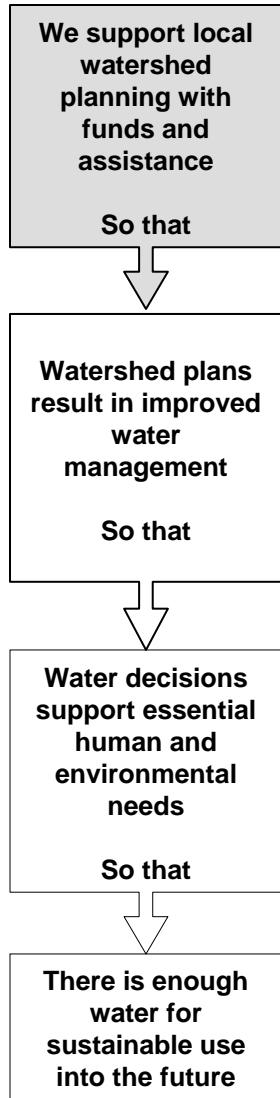 We support local
watershed
planning with
funds and
assistance
So that
Watershed plans
result in improved
water
management
So that
Water decisions
support essential
human and
environmental
needs
So that
There is enough
water for
sustainable use
into the future